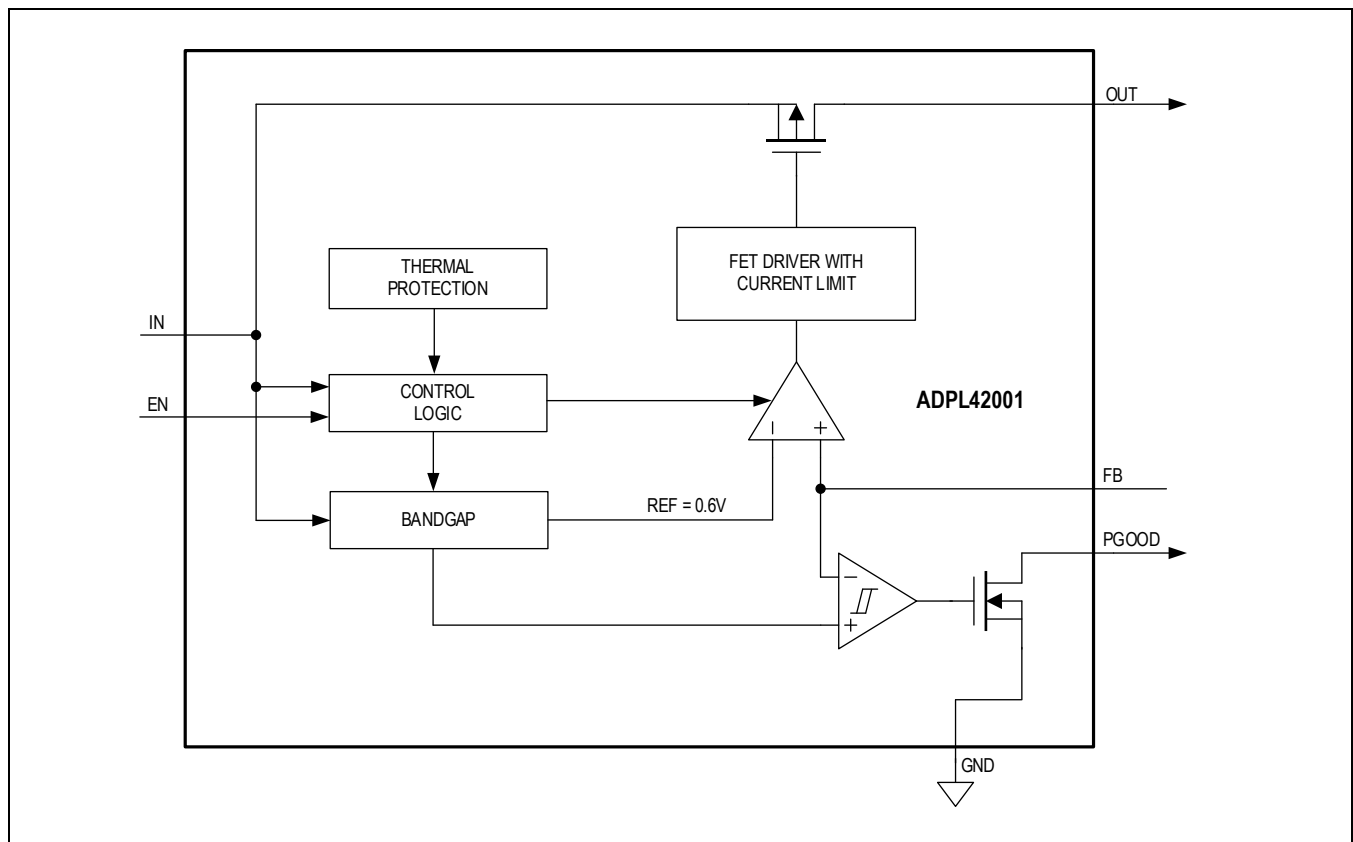 OUT
THERMAL
PROTECTION
FET DRIVER WITH
CURRENT LIMIT
IN
CONTROL
LOGIC
EN
ADPL42001
− +
FB
BANDGAP
REF = 0.6V
PGOOD
−
+
GND